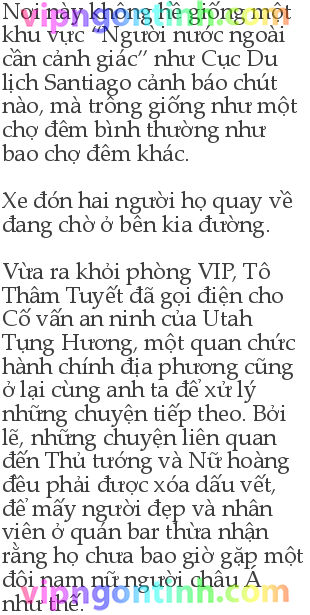 Nơi này không hề giống một
khu vực “Người nước ngoài
cần cảnh giác” như Cục Du
lịch Santiago cảnh báo chút
nào, mà trông giống như một
chợ đêm bình thường như
bao chợ đêm khác.
Xe đón hai người họ quay về
đang chờ ở bên kia đường.
Vừa ra khỏi phòng VIP, Tô
Thâm Tuyết đã gọi điện cho
Cố vấn an ninh của Utah
Tụng Hương, một quan chức
hành chính địa phương cũng
ở lại cùng anh ta để xử lý
những chuyện tiếp theo. Bởi
lẽ, những chuyện liên quan
đến Thủ tướng và Nữ hoàng
đều phải được xóa dấu vết,
để mấy người đẹp và nhân
viên ở quán bar thừa nhận
rằng họ chưa bao giờ gặp một
đôi nam nữ người châu Á
như thế.
vipngontinh.com
vipngontinh.com